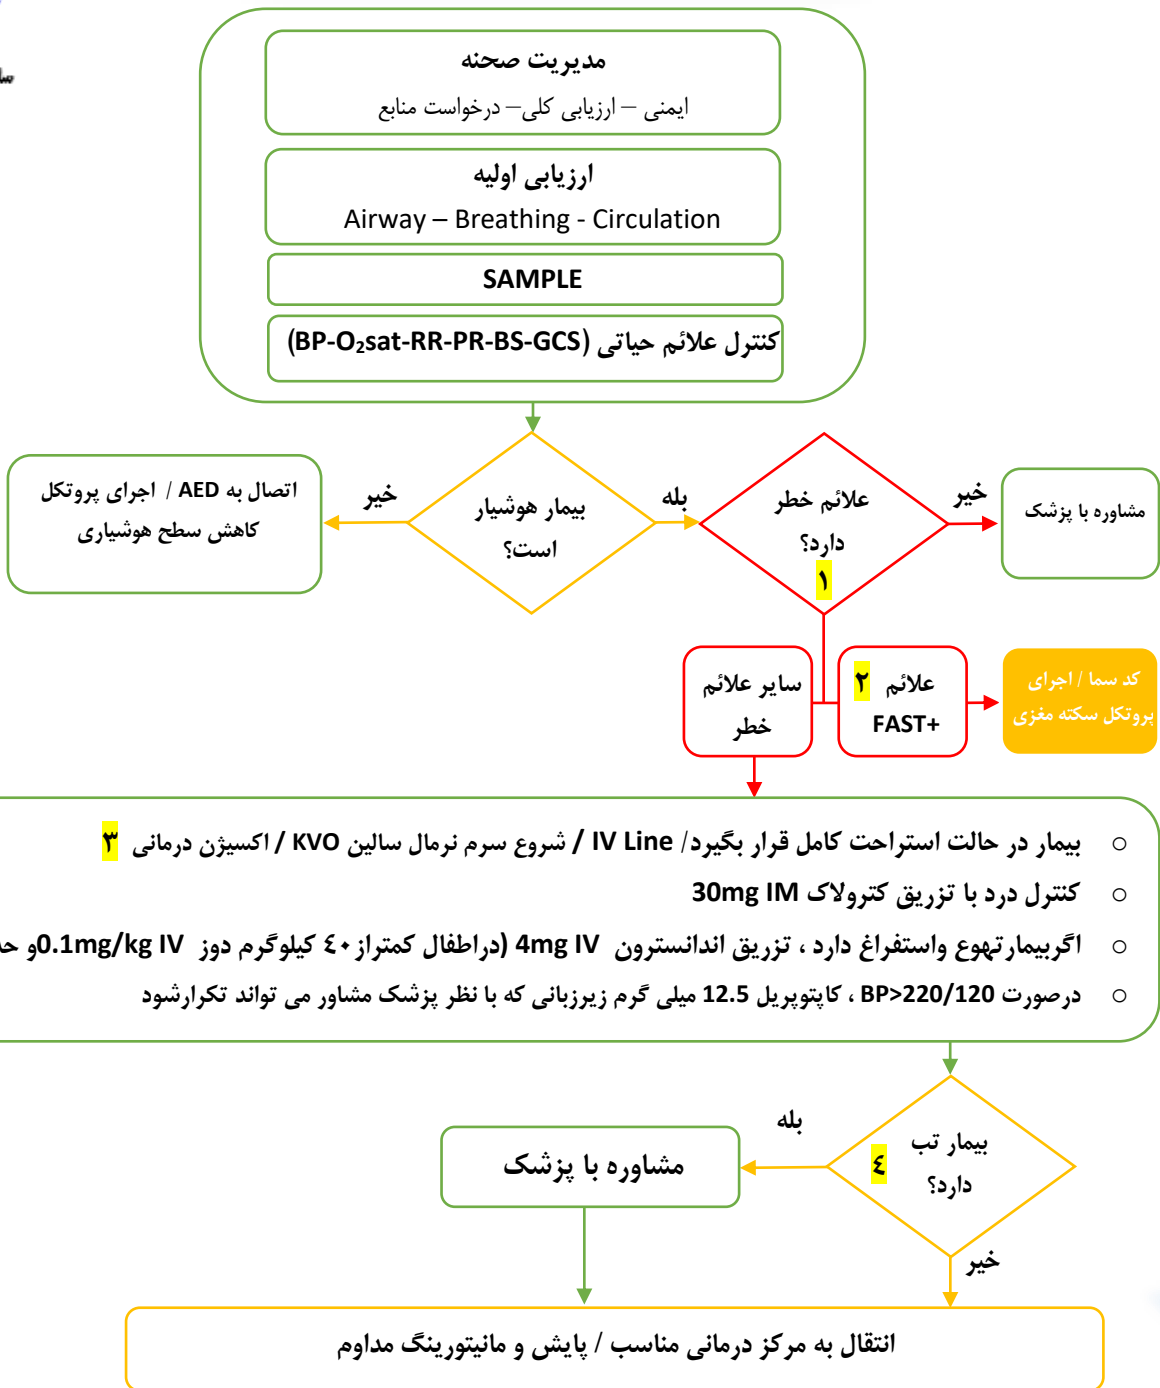 مدیریت صحنه
ایمنی – ارزیابی کلی– درخواست منابع
ارزیابی اولیه
Airway – Breathing - Circulation
SAMPLE
کنترل علائم حیاتی (BP-O₂sat-RR-PR-BS-GCS)
بیمار هوشیار
است؟
خیر
اتصال به AED / اجرای پروتکل
کاهش سطح هوشیاری
بله
علائم خطر
دارد؟
۱
خیر
مشاوره با پزشک
سایر علائم
خطر
علائم ۲
FAST+
کد سما / اجرای
پروتکل سکته مغزی
○ بیمار در حالت استراحت کامل قرار بگیرد/ IV Line / شروع سرم نرمال سالین KVO / اکسیژن درمانی ۳
○ کنترل درد با تزریق کترولاک 30mg IM
○ اگربیمارتهوع واستفراغ دارد ، تزریق اندانسترون 4mg IV (دراطفال کمتراز ٤٠ کیلوگرم دوز 0.1mg/kg IVو
○ درصورت BP>220/120 ، کاپتوپریل 12.5 میلی گرم زیرزبانی که با نظر پزشک مشاور می تواند تکرارشود
بیمار تب
دارد؟
٤
بله
مشاوره با پزشک
خیر
انتقال به مرکز درمانی مناسب / پایش و مانیتورینگ مداوم